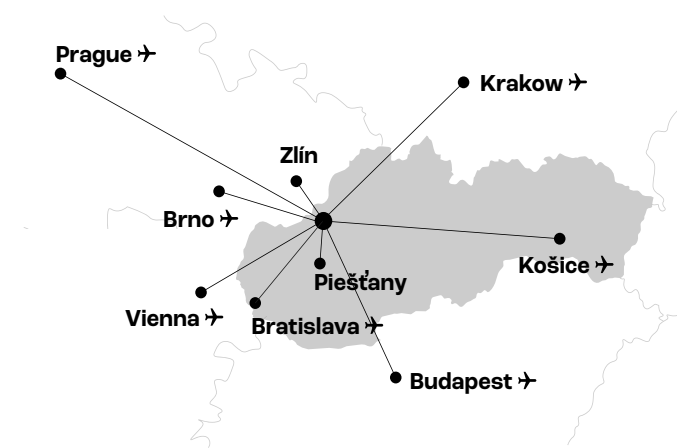 Prague
Krakow
Zlín
Brno
Košice
Piešťany
Vienna
Bratislava
Budapest